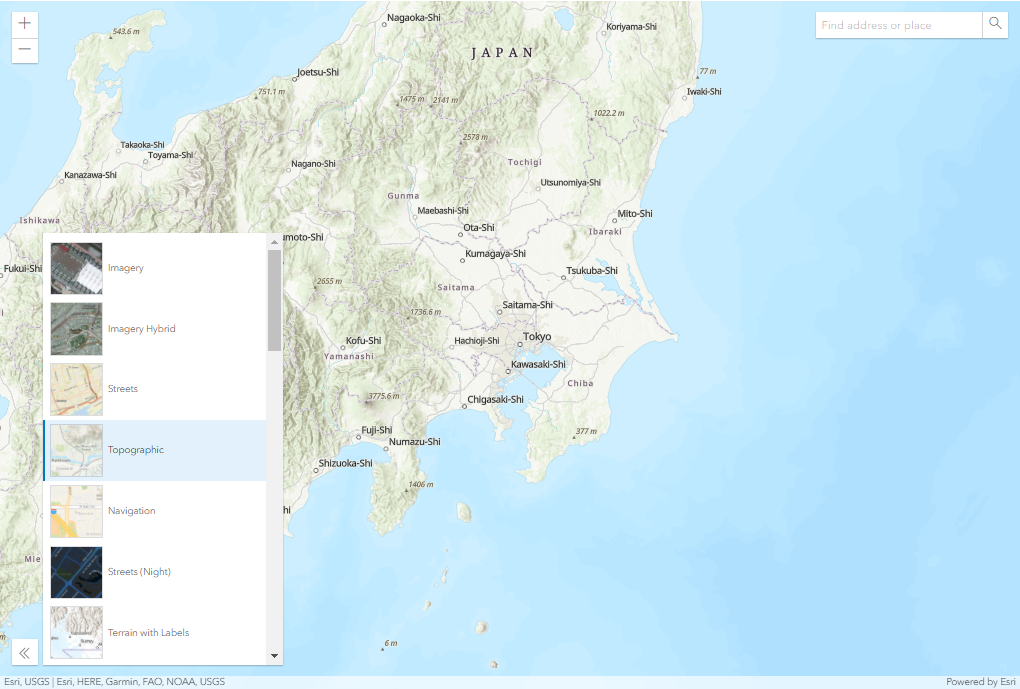 +
−
Find address or place
Nagaoka-Shi
Koriyama-Shi
543.6 m
JAPAN
Joetsu-Shi
77 m
751.1 m
1475 m
2141 m
Iwaki-Shi
1022.2 m
2578 m
Takaoka-Shi
Toyama-Shi
Nagano-Shi
Tochigi
Kanazawa-Shi
Utsunomiya-Shi
Gunma
Maebashi-Shi
Mito-Shi
Ishikawa
Ota-Shi
Ibaraki
umoto-Shi
Kumagaya-Shi
Fukui-Shi
Tsukuba-Shi
2655 m
Saitama
Saitama-Shi
1736.6 m
Kofu-Shi
Hachioji-Shi
Tokyo
Yamanashi
Kawasaki-Shi
Chiba
3775.6 m
Chigasaki-Shi
Fuji-Shi
377 m
Numazu-Shi
Shizuoka-Shi
1406 m
hi
Mie
6 m
m
i
Imagery
Imagery Hybrid
Streets
Topographic
Navigation
Streets (Night)
Terrain with Labels
Esri, USGS | Esri, HERE, Garmin, FAO, NOAA, USGS
Powered by Esri